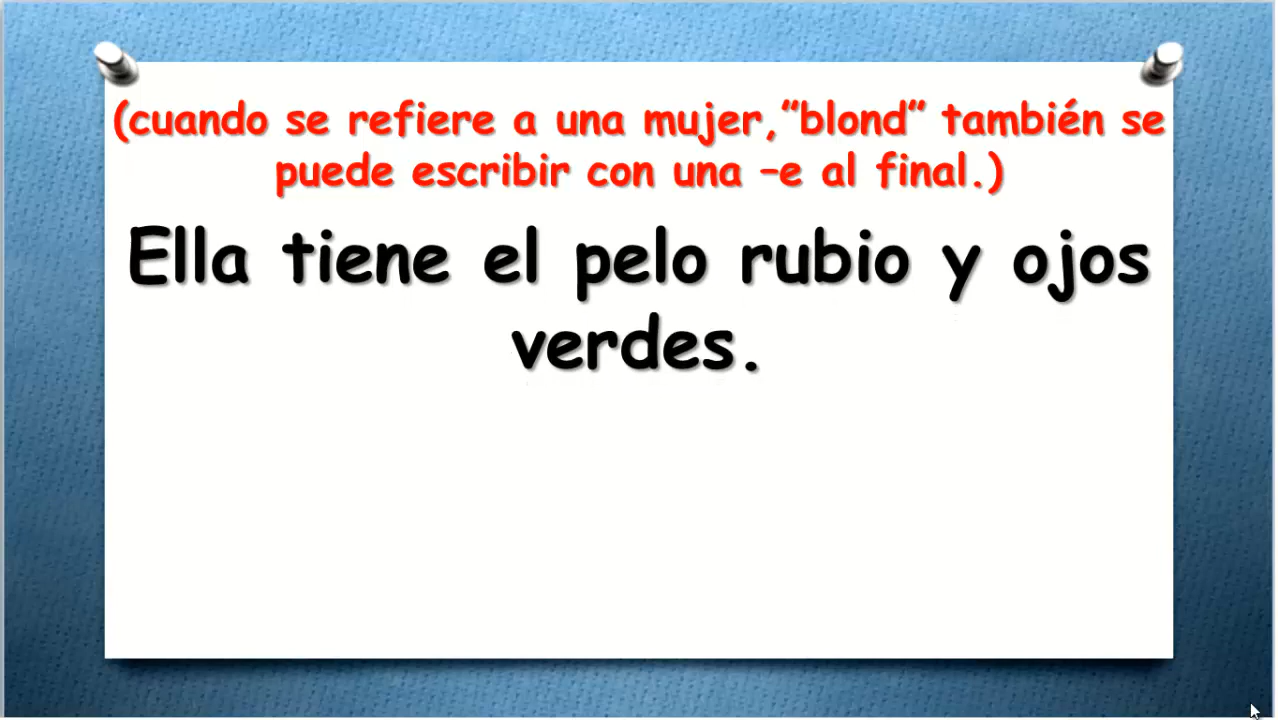 (cuando se refiere a una mujer,”blond” también se
puede escribir con una –e al final.)
Ella tiene el pelo rubio y ojos
verdes.